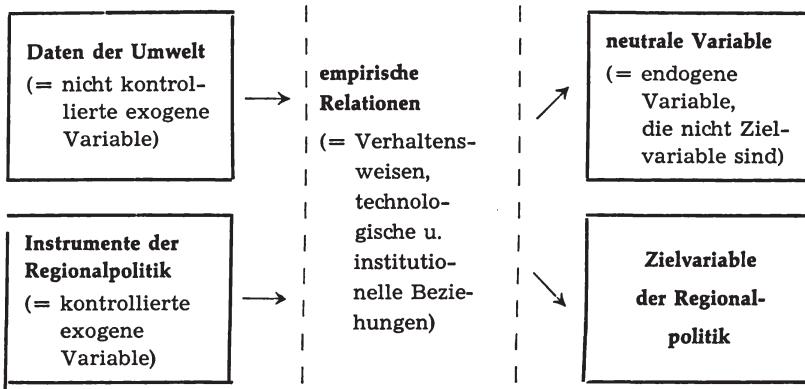 Daten der Umwelt
(= nicht kontrol-
lierte exogene
Variable)
Instrumente der
Regionalpolitik
(= kontrollierte
exogene
Variable)
empirische
Relationen
(= Verhaltens-
weisen,
technolo-
gische u.
institutio-
nelle Bezie-
hungen)
neutrale Variable
(= endogene
Variable,
die nicht Ziel-
variable sind)
Zielvariable
der Regional-
politik